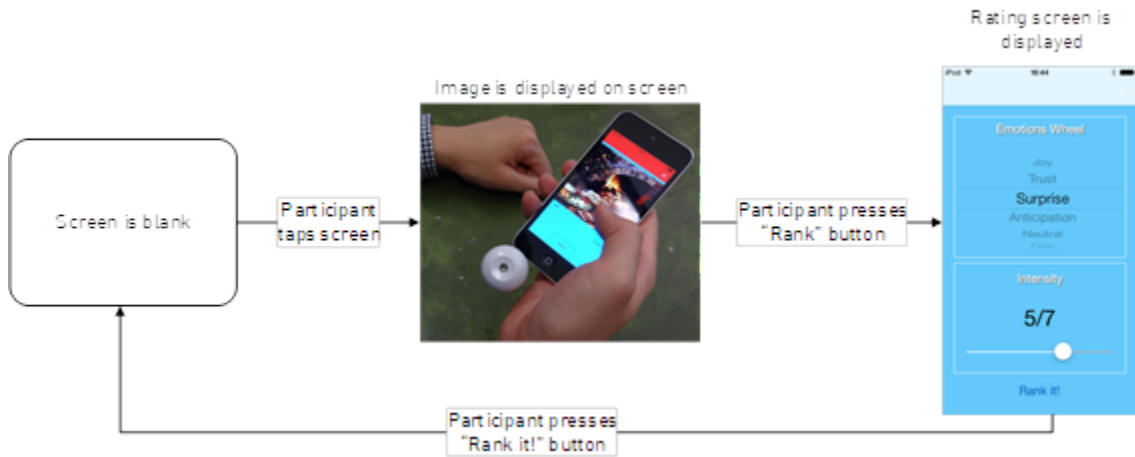 Rating screen is
displayed
Image is displayed on screen
iPod 16:44
Emotions Wheel
Joy
Trust
Surprise
Anticipation
Neutral
Screen is blank
Participant
taps screen
Participant presses
“Rank” button
Intensity
5/7
Rank it!
Participant presses
“Rank it!” button